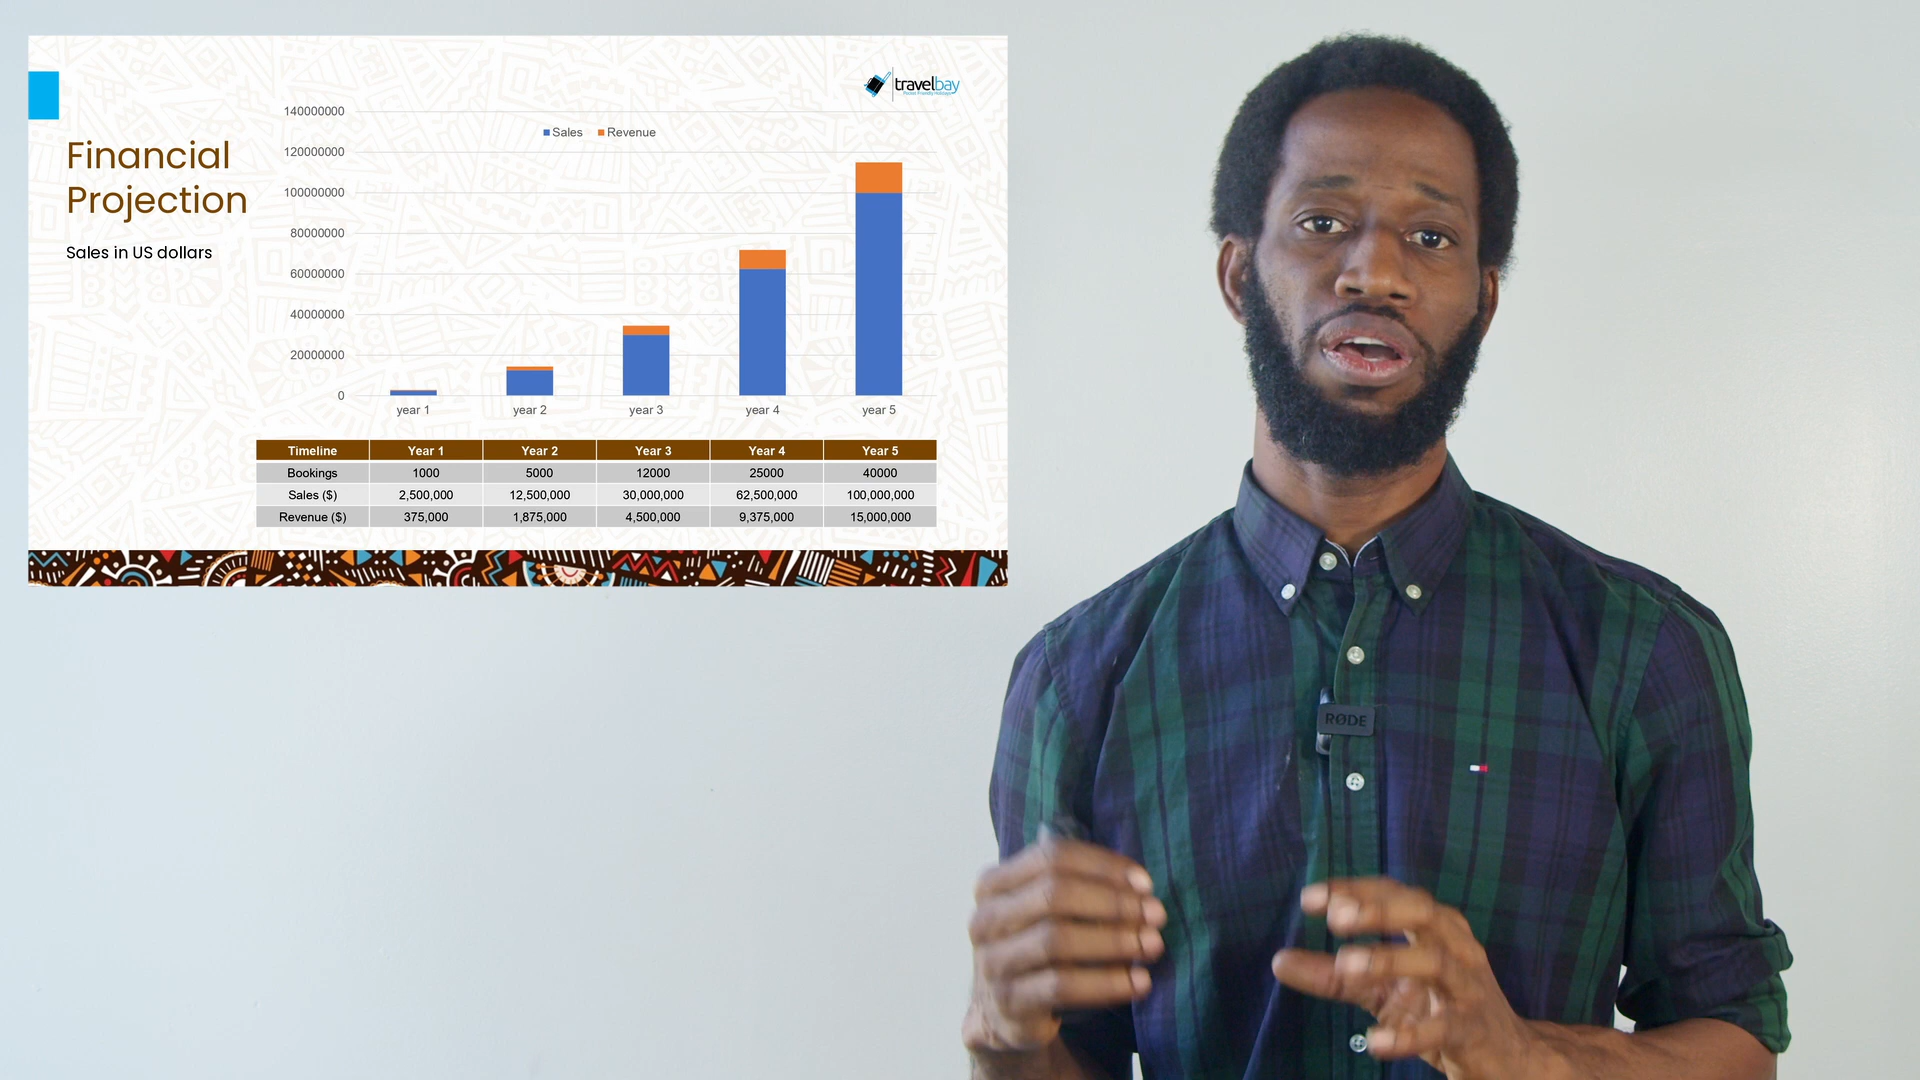 travelbay
Pocket Friendly Holidays
Financial
Projection
Sales in US dollars
Sales Revenue
140000000
120000000
100000000
80000000
60000000
40000000
20000000
0
year 1 year 2 year 3 year 4 year 5
Timeline Year 1 Year 2 Year 3 Year 4 Year 5
Bookings 1000 5000 12000 25000 40000
Sales ($) 2,500,000 12,500,000 30,000,000 62,500,000 100,000,000
Revenue ($) 375,000 1,875,000 4,500,000 9,375,000 15,000,000
RØDE